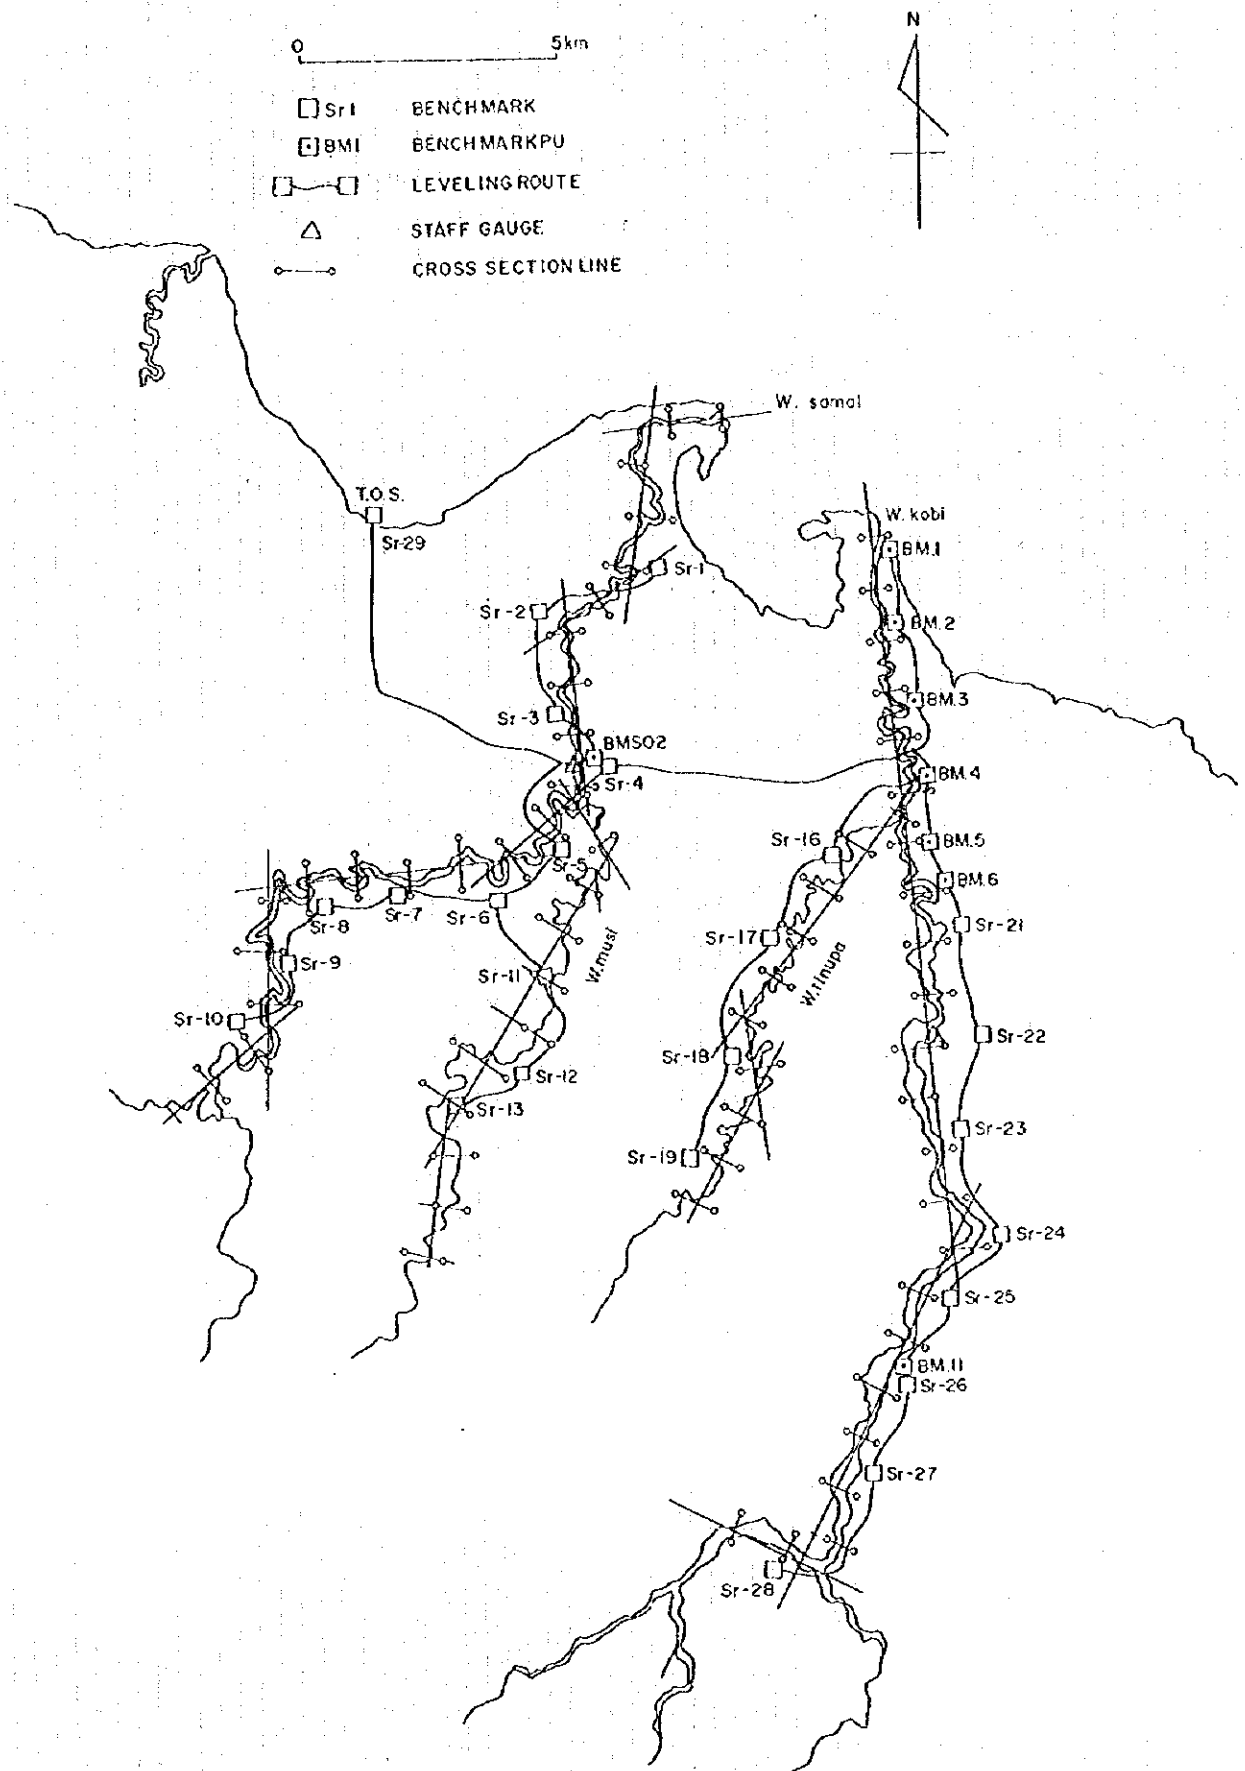 N
0 5km
Sr1 BENCHMARK
BM1 BENCHMARKPU
LEVELING ROUTE
STAFF GAUGE
CROSS SECTION LINE
W. samal
T.O.S.
Sr-29
W. kobi
BM.1
Sr-1
Sr-2
BM.2
BM.3
Sr-3
BMS02
Sr-4
BM.4
Sr-16
BM.5
Sr-5
BM.6
Sr-8
Sr-7
Sr-6
Sr-21
Sr-17
W.musi
Sr-9
Sr-11
W.tinupa
Sr-10
Sr-22
Sr-18
Sr-12
Sr-13
Sr-23
Sr-19
Sr-24
Sr-25
BM.11
Sr-26
Sr-27
Sr-28